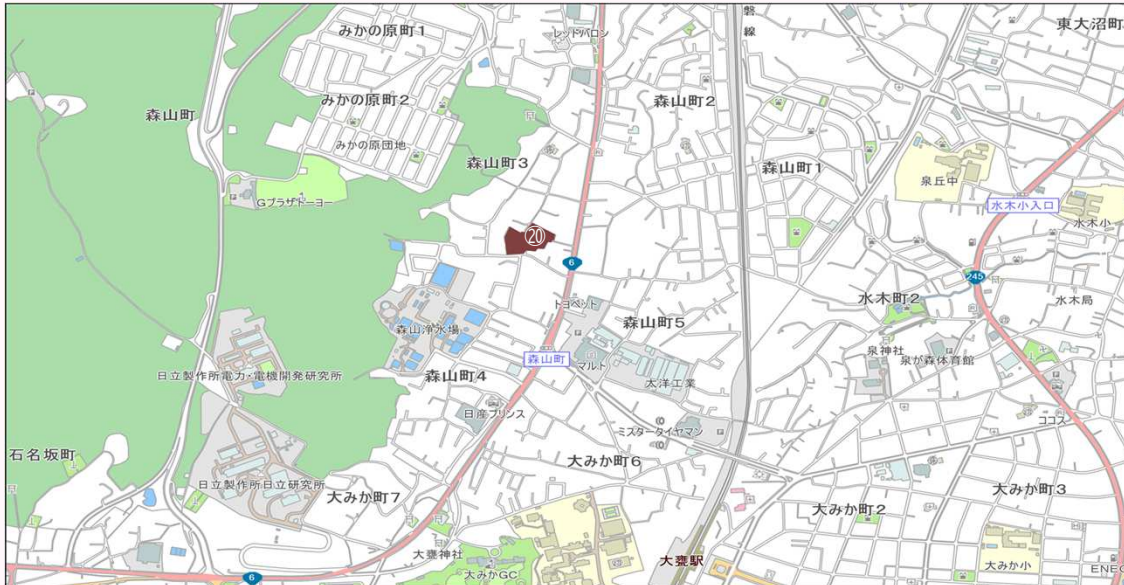 みかの原町1
レッドバロン
磐
線
東大沼町
みかの原町2
森山町2
森山町
みかの原団地
森山町3
森山町1
泉丘中
Gプラザトーヨー
水木小入口
水木小
⑳
6
245
トヨペット
水木町2
水木局
森山浄水場
森山町5
森山町
泉神社
泉が森体育館
マルト
日立製作所電力・電機開発研究所
森山町4
太洋工業
日産プリンス
ココス
ミスタータイヤマン
石名坂町
大みか町6
日立製作所日立研究所
大みか町7
大みか町3
大みか町2
大甕神社
大甕駅
大みかGC
大みか小
ENEO
6